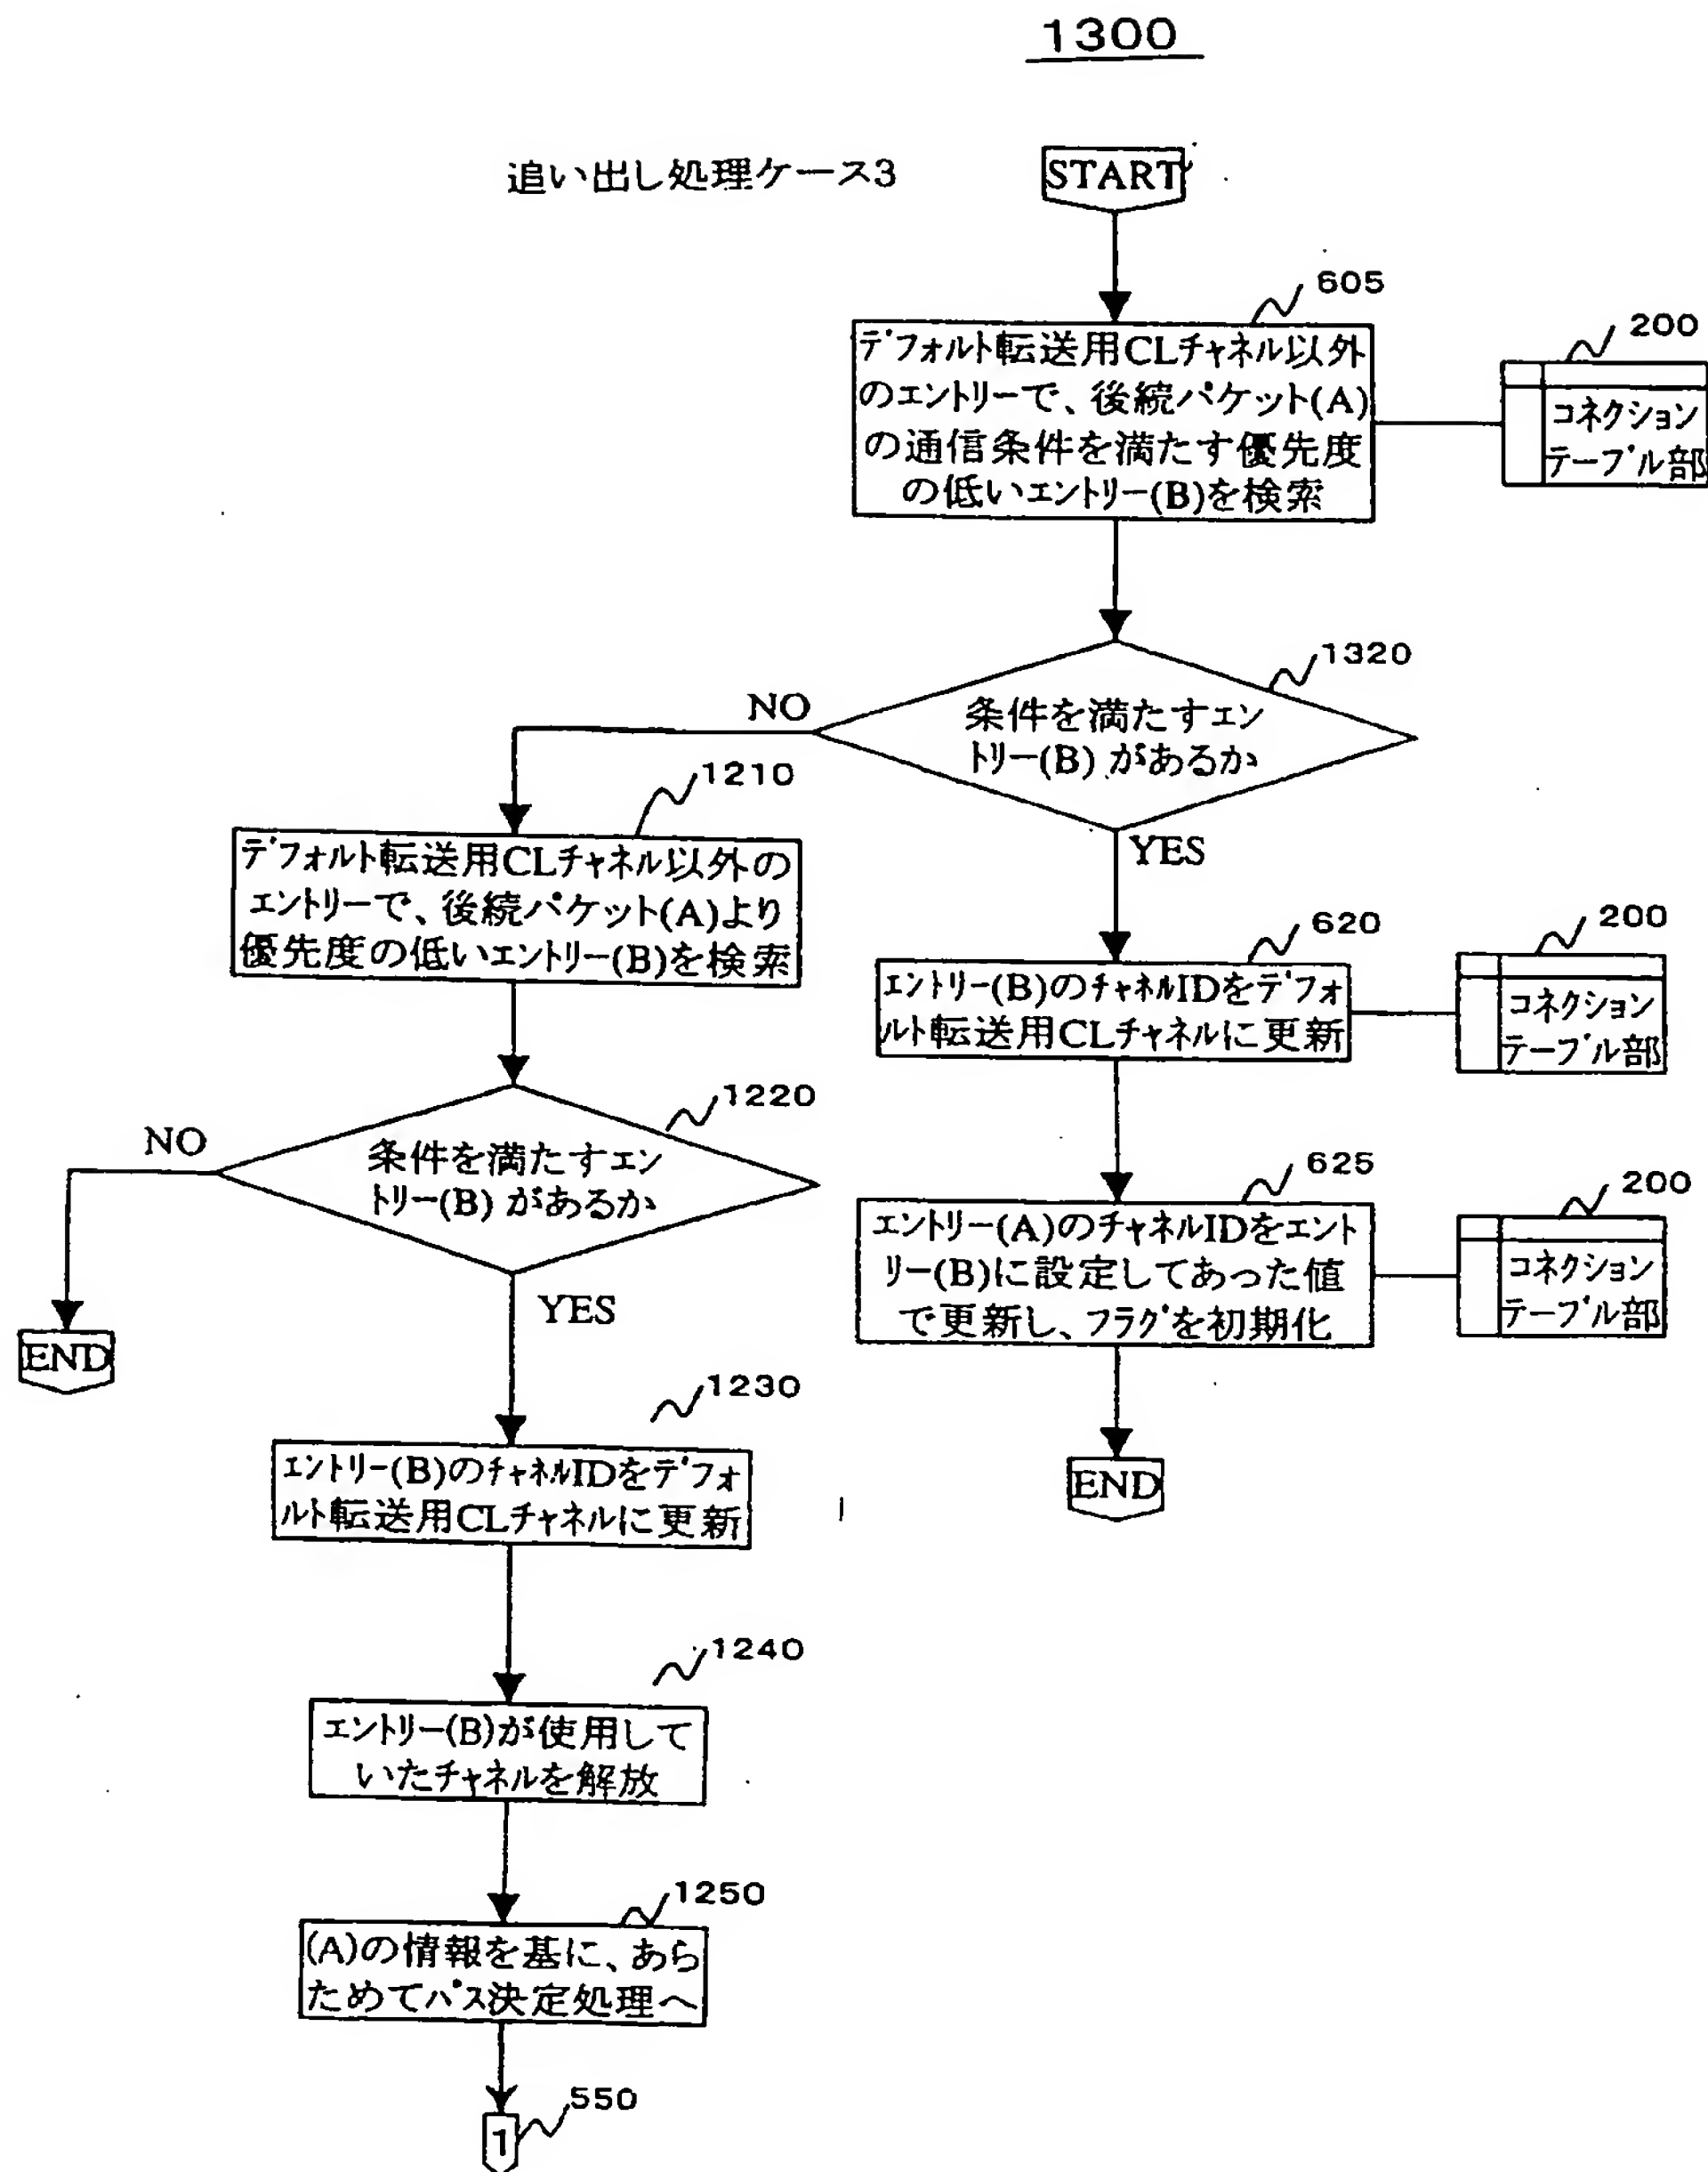 1300
追い出し処理ケース3
START
605
デフォルト転送用CLチャネル以外
のエントリーで、後続パケット(A)
の通信条件を満たす優先度
の低いエントリー(B)を検索
200
コネクション
テーブル部
1320
条件を満たすエン
トリー(B) があるか
NO
YES
1210
デフォルト転送用CLチャネル以外の
エントリーで、後続パケット(A)より
優先度の低いエントリー(B)を検索
620
エントリー(B)のチャネルIDをデフォ
ルト転送用CLチャネルに更新
200
コネクション
テーブル部
1220
条件を満たすエン
トリー(B) があるか
NO
YES
END
625
エントリー(A)のチャネルIDをエント
リー(B)に設定してあった値
で更新し、フラグを初期化
200
コネクション
テーブル部
END
1230
エントリー(B)のチャネルIDをデフォ
ルト転送用CLチャネルに更新
1240
エントリー(B)が使用して
いたチャネルを解放
1250
(A)の情報を基に、あら
ためてパス決定処理へ
550
1